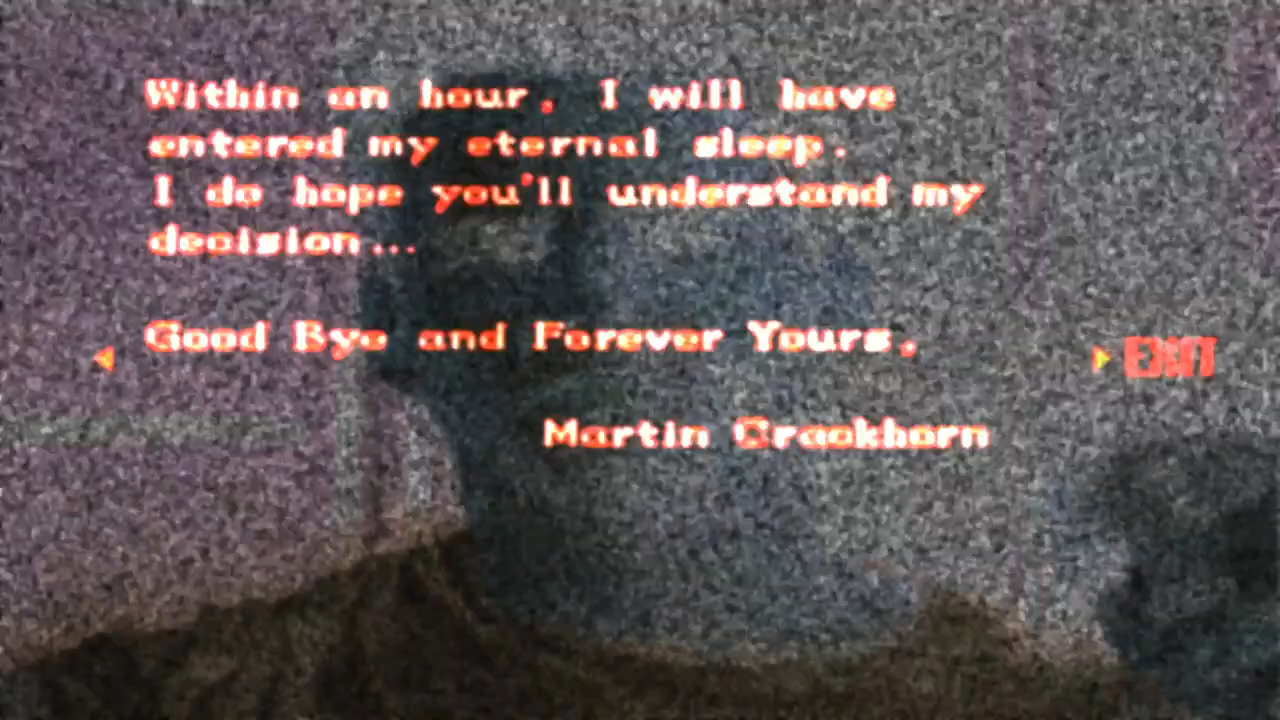 Within an hour, I will have
entered my eternal sleep.
I do hope you'll understand my
decision...
Good Bye and Forever Yours,
EXIT
Martin Crackhorn